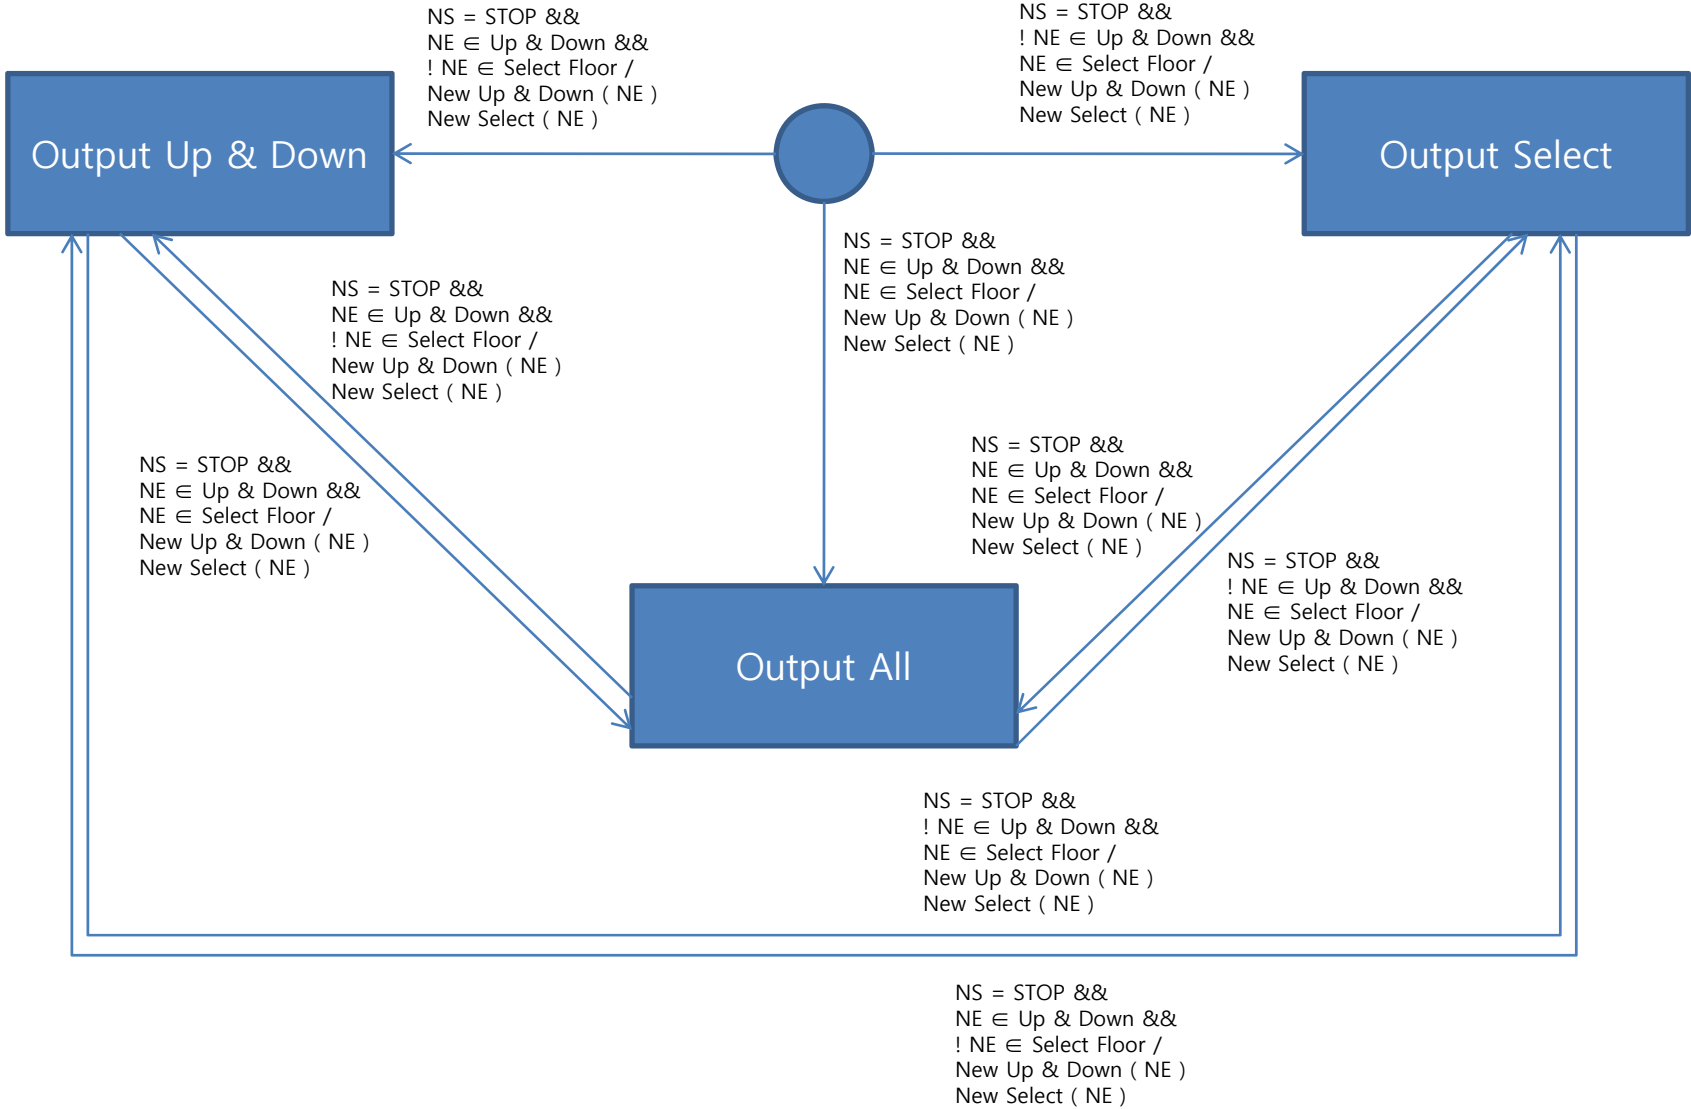 NS = STOP &&
NE ∈ Up & Down &&
! NE ∈ Select Floor /
New Up & Down ( NE )
New Select ( NE )
NS = STOP &&
! NE ∈ Up & Down &&
NE ∈ Select Floor /
New Up & Down ( NE )
New Select ( NE )
Output Up & Down
Output Select
NS = STOP &&
NE ∈ Up & Down &&
NE ∈ Select Floor /
New Up & Down ( NE )
New Select ( NE )
NS = STOP &&
NE ∈ Up & Down &&
! NE ∈ Select Floor /
New Up & Down ( NE )
New Select ( NE )
NS = STOP &&
NE ∈ Up & Down &&
NE ∈ Select Floor /
New Up & Down ( NE )
New Select ( NE )
NS = STOP &&
NE ∈ Up & Down &&
NE ∈ Select Floor /
New Up & Down ( NE )
New Select ( NE )
NS = STOP &&
! NE ∈ Up & Down &&
NE ∈ Select Floor /
New Up & Down ( NE )
New Select ( NE )
Output All
NS = STOP &&
! NE ∈ Up & Down &&
NE ∈ Select Floor /
New Up & Down ( NE )
New Select ( NE )
NS = STOP &&
NE ∈ Up & Down &&
! NE ∈ Select Floor /
New Up & Down ( NE )
New Select ( NE )